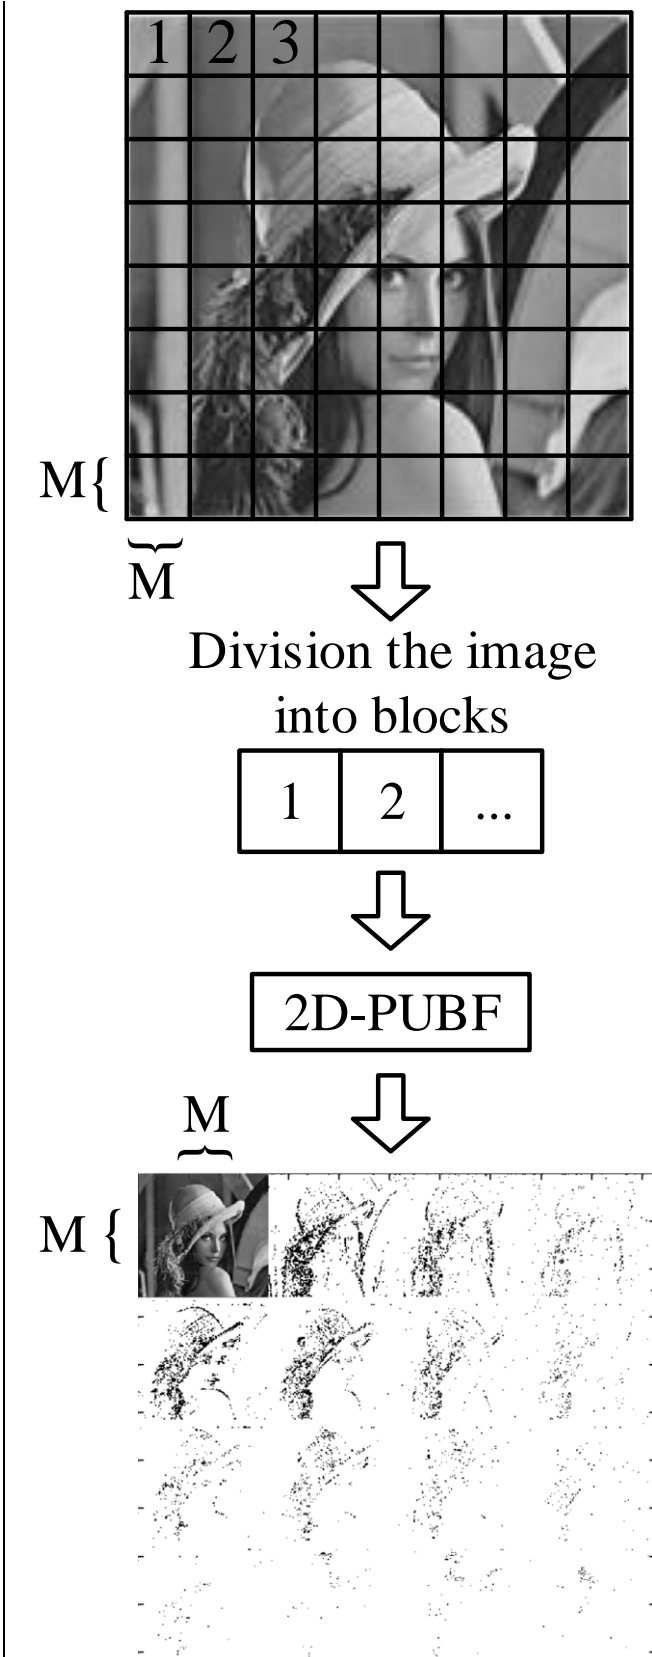 1 2 3
M{
M
Division the image
into blocks
1 2 ...
2D-PUBF
M
M {